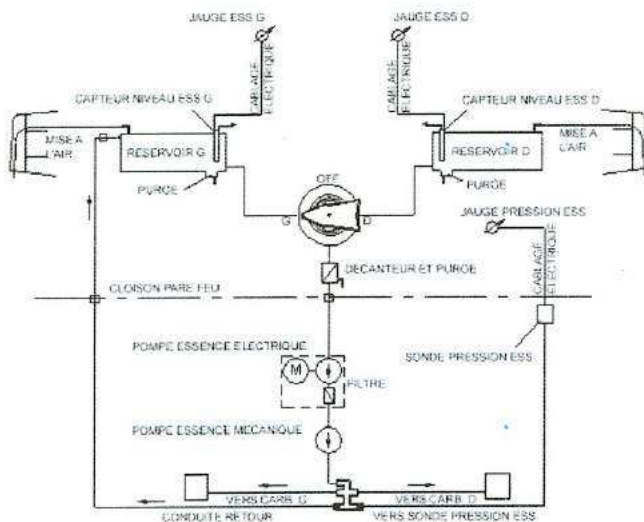 JAUGE ESS G
JAUGE ESS D
CABLAGE
ELECTRIQUE
CABLAGE
ELECTRIQUE
CAPTEUR NIVEAU ESS G
CAPTEUR NIVEAU ESS D
MISE A
L'AIR
RESERVOIR G
RESERVOIR D
MISE A
L'AIR
PURGE
PURGE
OFF
G
D
JAUGE PRESSION ESS
CABLAGE
ELECTRIQUE
DECANTEUR ET PURGE
CLOISON PARE FEU
POMPE ESSENCE ELECTRIQUE
SONDE PRESSION ESS.
M
FILTRE
POMPE ESSENCE MECANIQUE
VERS CARB. G
VERS CARB. D
CONDUITE RETOUR
VERS SONDE PRESSION ESS.